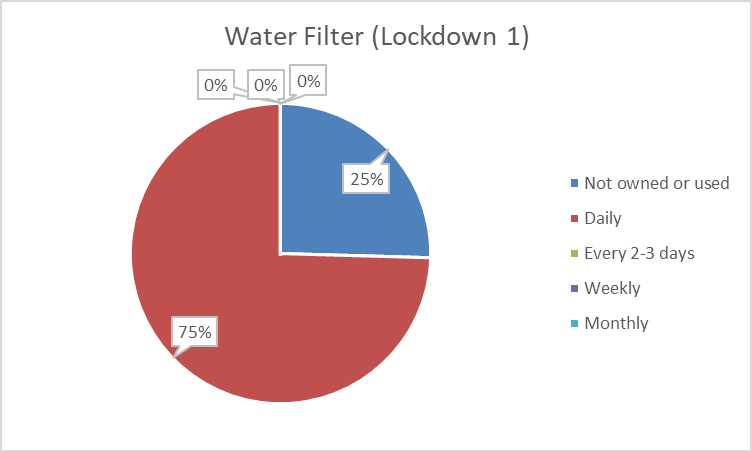 Water Filter (Lockdown 1)
0%
0%
0%
25%
75%
Not owned or used
Daily
Every 2-3 days
Weekly
Monthly